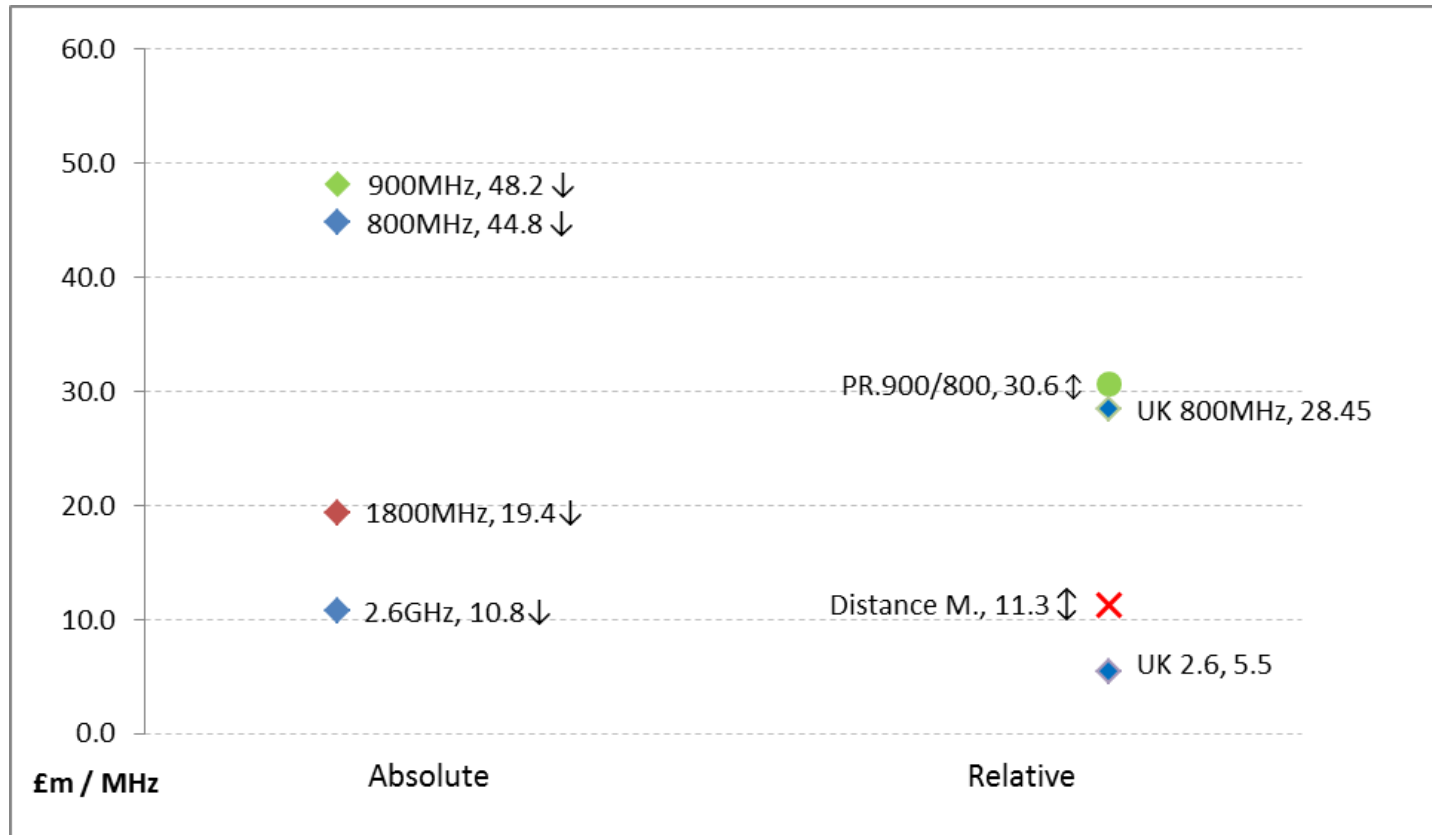 60.0
50.0
900MHz, 48.2 ↓
800MHz, 44.8 ↓
40.0
PR.900/800, 30.6 ↕
30.0
UK 800MHz, 28.45
20.0
1800MHz, 19.4 ↓
Distance M., 11.3 ↕
10.0
2.6GHz, 10.8 ↓
UK 2.6, 5.5
0.0
£m / MHz
Absolute
Relative